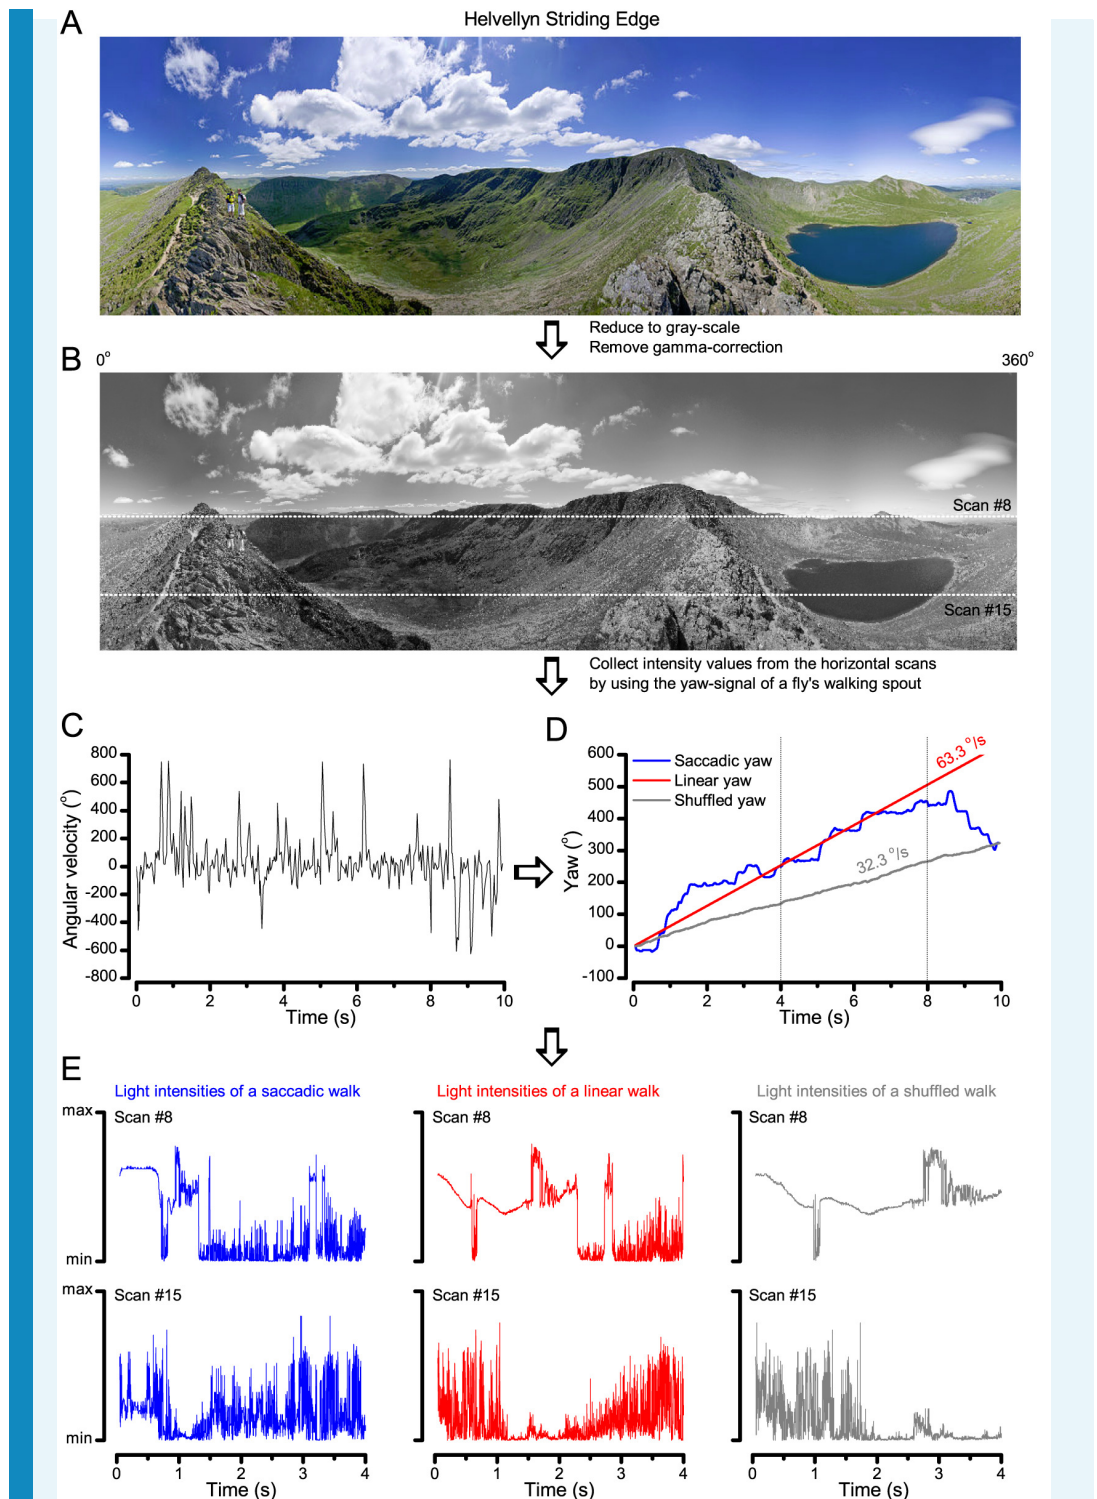 A
Helvellyn Striding Edge
Reduce to gray-scale
Remove gamma-correction
B
0°
360°
Scan #8
Scan #15
Collect intensity values from the horizontal scans
by using the yaw-signal of a fly's walking spout
C
Angular velocity (°)
800
600
400
200
0
-200
-400
-600
-800
0 2 4 6 8 10
Time (s)
D
Yaw (°)
600
500
400
300
200
100
0
-100
Saccadic yaw
Linear yaw
Shuffled yaw
63.3 °/s
32.3 °/s
0 2 4 6 8 10
Time (s)
E
Light intensities of a saccadic walk
Light intensities of a linear walk
Light intensities of a shuffled walk
max
Scan #8
Scan #8
Scan #8
min
max
Scan #15
Scan #15
Scan #15
min
0 1 2 3 4
0 1 2 3 4
0 1 2 3 4
Time (s)
Time (s)
Time (s)